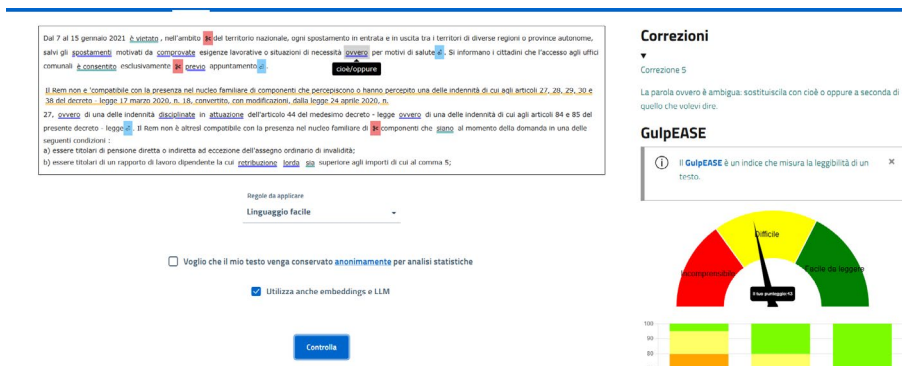 Dal 7 al 15 gennaio 2021 è vietato , nell'ambito del territorio nazionale, ogni spostamento in entrata e in uscita tra i territori di diverse regioni o province autonome,
salvi gli spostamenti motivati da comprovate esigenze lavorative o situazioni di necessità ovvero per motivi di salute . Si informano i cittadini che l'accesso agli uffici
comunali è consentito esclusivamente previo appuntamento .
cioè/oppure
Il Rem non e 'compatibile con la presenza nel nucleo familiare di componenti che percepiscono o hanno percepito una delle indennità di cui agli articoli 27, 28, 29, 30 e
38 del decreto - legge 17 marzo 2020, n. 18, convertito, con modificazioni, dalla legge 24 aprile 2020, n.
27, ovvero di una delle indennità disciplinate in attuazione dell'articolo 44 del medesimo decreto - legge ovvero di una delle indennità di cui agli articoli 84 e 85 del
presente decreto - legge . Il Rem non è altresì compatibile con la presenza nel nucleo familiare di componenti che siano al momento della domanda in una delle
seguenti condizioni :
a) essere titolari di pensione diretta o indiretta ad eccezione dell'assegno ordinario di invalidità;
b) essere titolari di un rapporto di lavoro dipendente la cui retribuzione lorda sia superiore agli importi di cui al comma 5;
Regole da applicare
Linguaggio facile
Voglio che il mio testo venga conservato anonimamente per analisi statistiche
Utilizza anche embeddings e LLM
Controlla
Correzioni
Correzione 5
La parola ovvero è ambigua: sostituiscila con cioè o oppure a seconda di
quello che volevi dire.
GulpEASE
Il GulpEASE è un indice che misura la leggibilità di un
testo.
Difficile
Incomprensibile
Facile da leggere
Il tuo punteggio:43
100
90
80